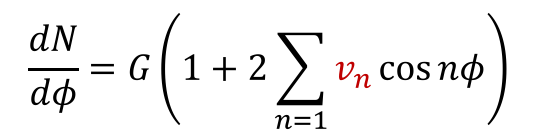 dN/dϕ = G(1 + 2 ∑_{n=1} v_n cos nϕ)